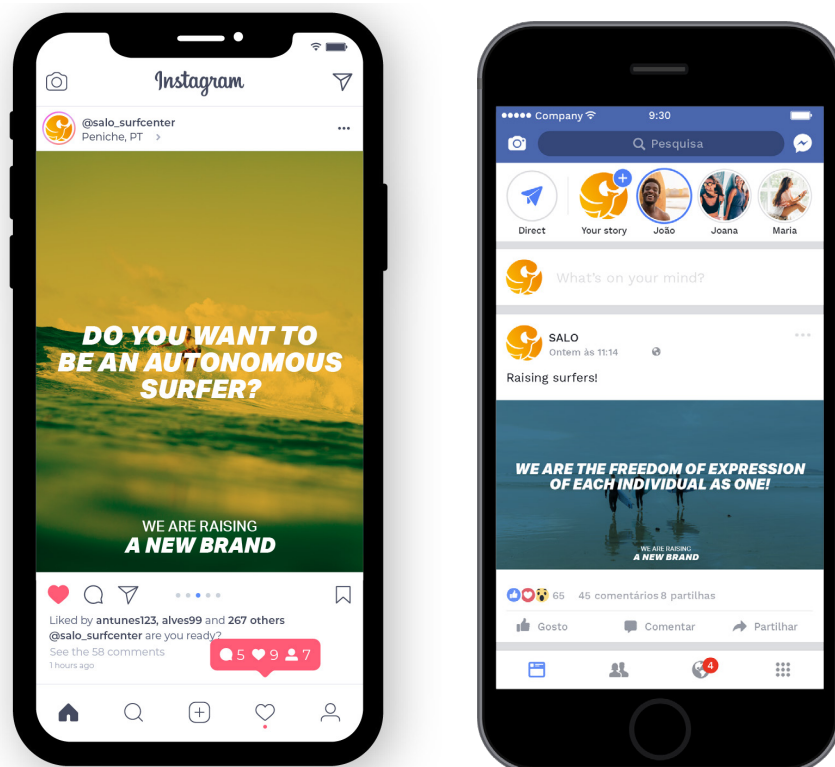 Instagram
@salo_surfcenter
Peniche, PT >
DO YOU WANT TO
BE AN AUTONOMOUS
SURFER?
WE ARE RAISING
A NEW BRAND
Liked by antunes123, alves99 and 267 others
@salo_surfcenter are you ready?
See the 58 comments
1 hours ago
5 9 7
Company 9:30
Pesquisa
Direct Your story João Joana Maria
What's on your mind?
SALO
Ontem às 11:14
Raising surfers!
WE ARE THE FREEDOM OF EXPRESSION
OF EACH INDIVIDUAL AS ONE!
WE ARE RAISING
A NEW BRAND
65 45 comentários 8 partilhas
Gosto Comentar Partilhar
4